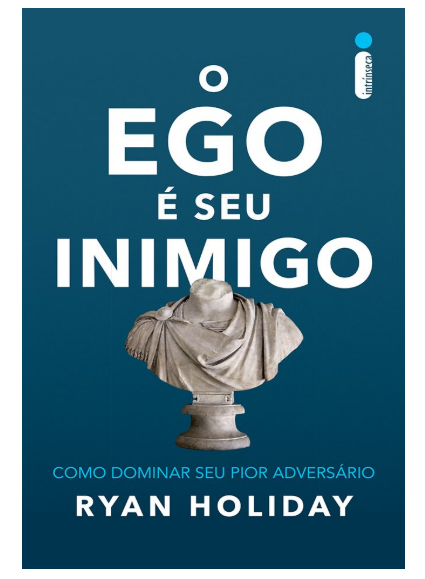 intrínseca
O
EGO
É SEU
INIMIGO
COMO DOMINAR SEU PIOR ADVERSÁRIO
RYAN HOLIDAY